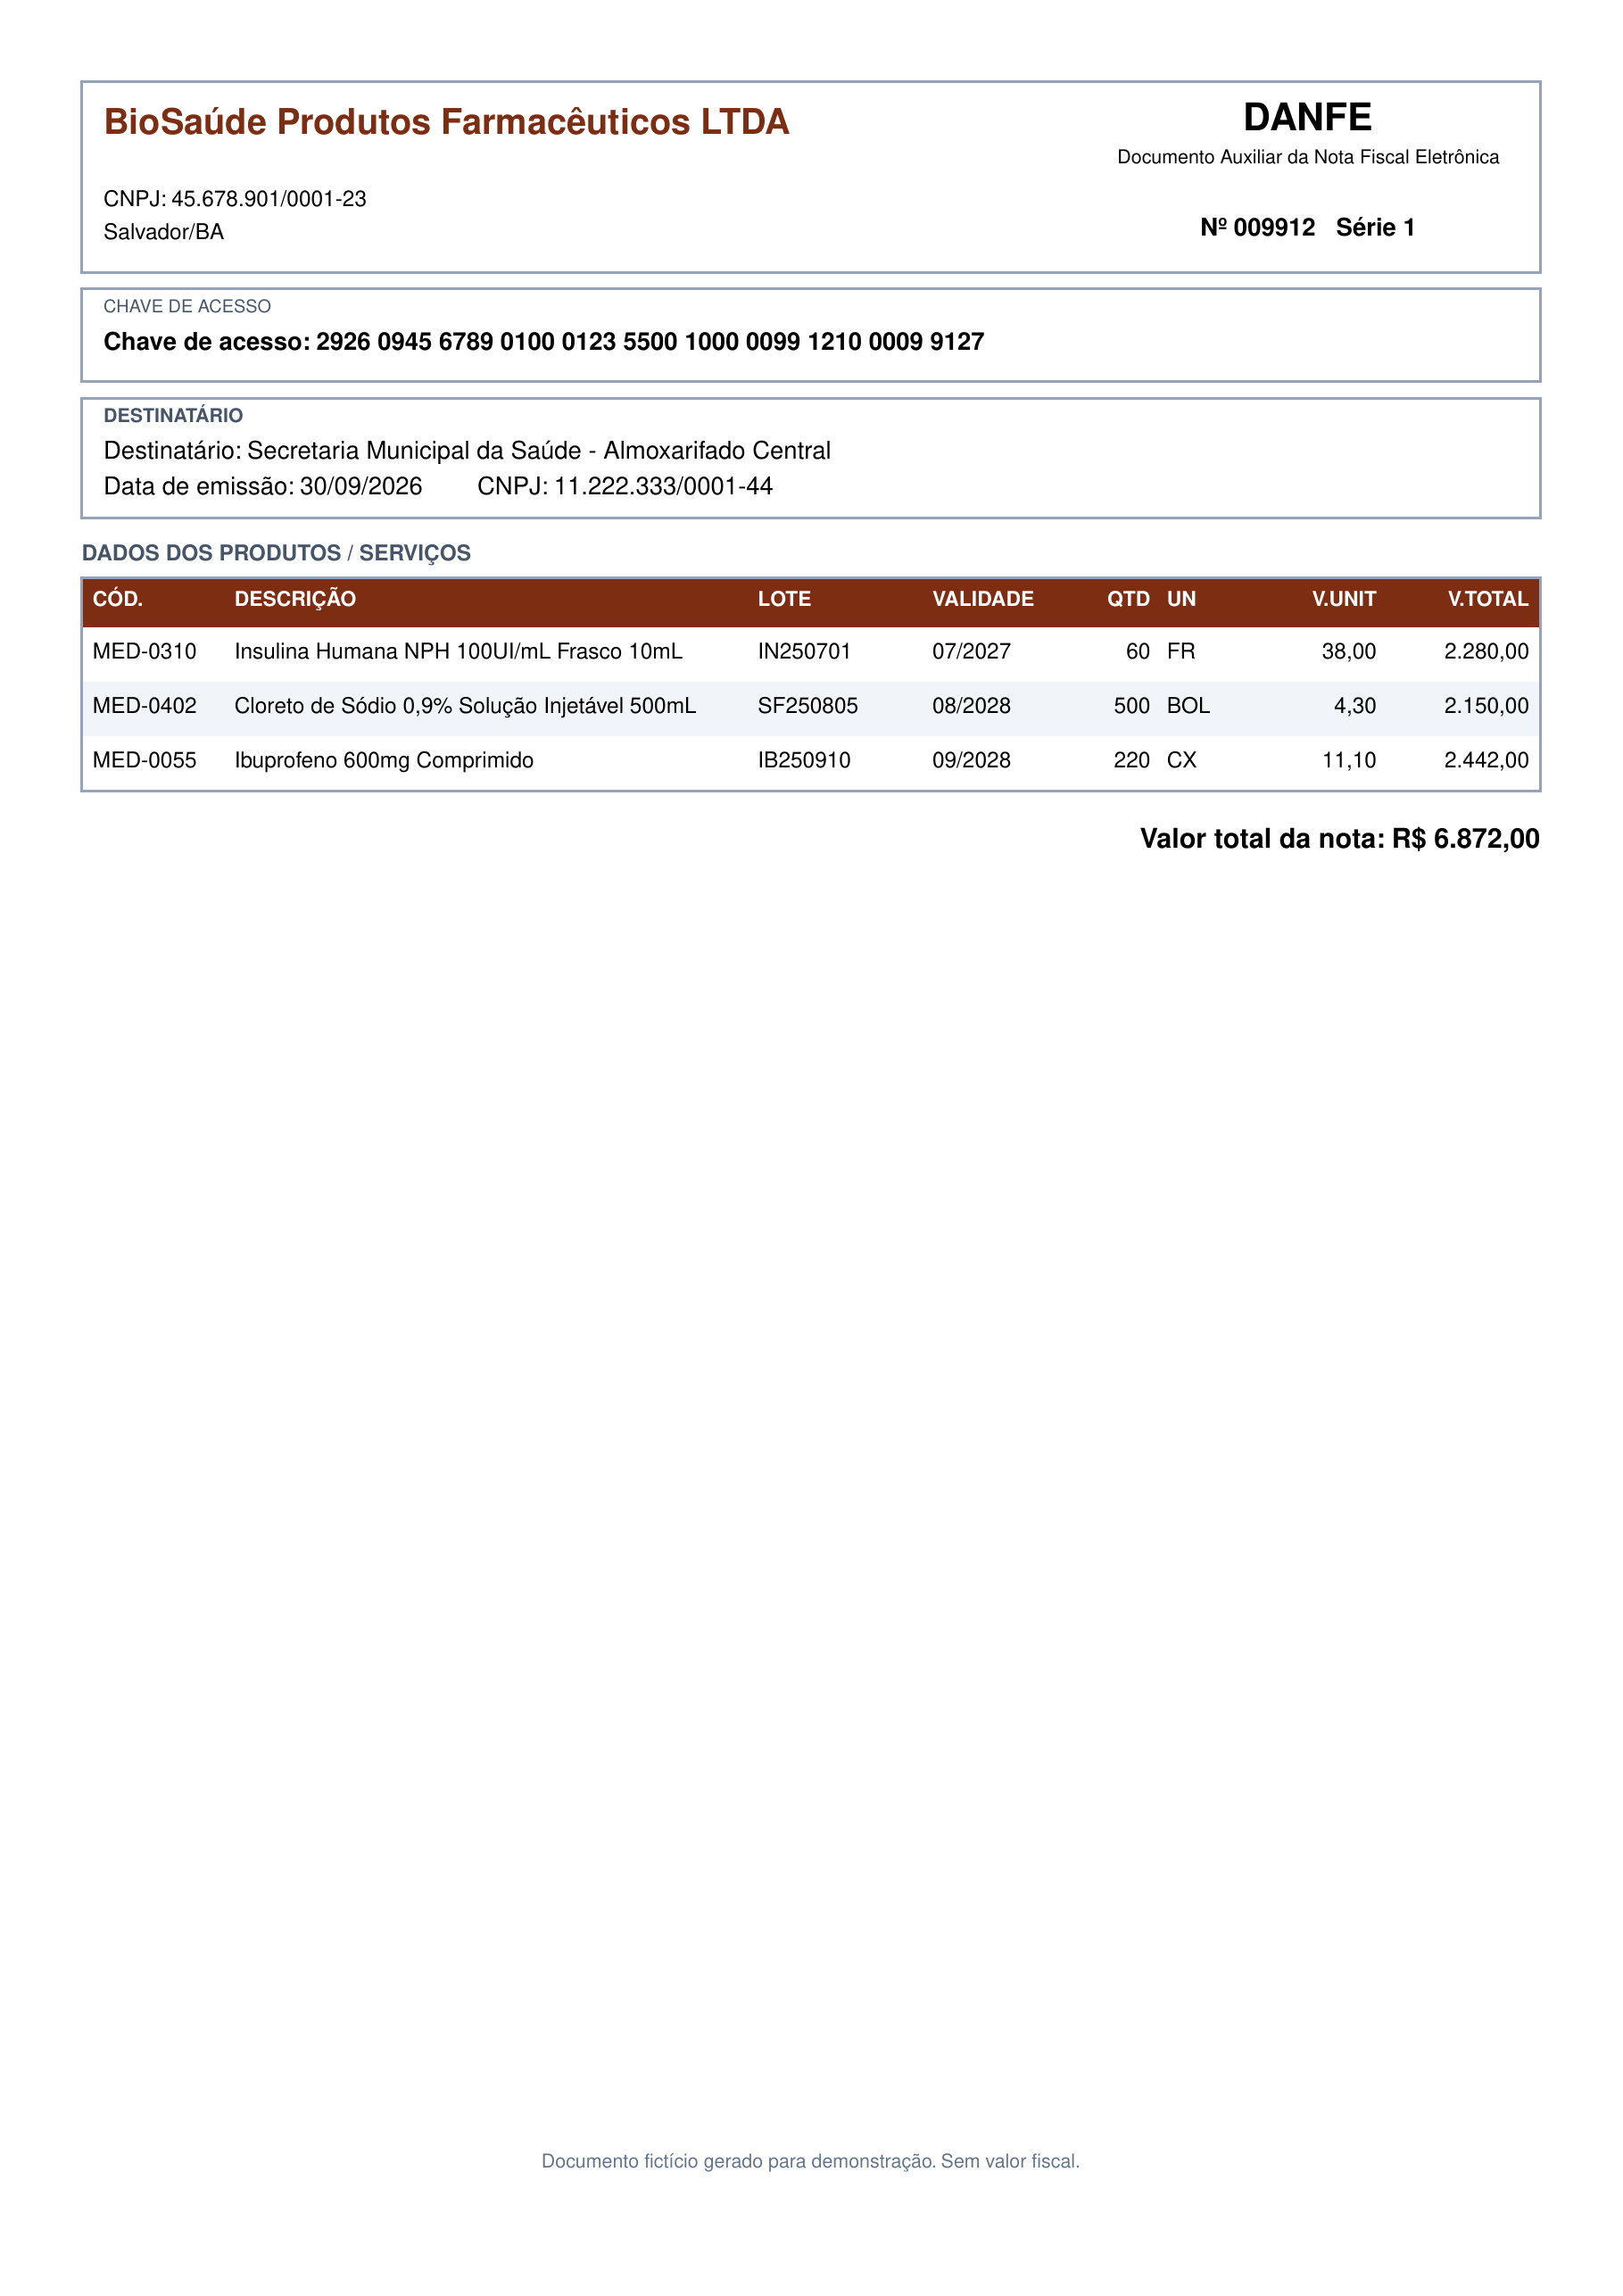 BioSaúde Produtos Farmacêuticos LTDA
CNPJ: 45.678.901/0001-23
Salvador/BA
DANFE
Documento Auxiliar da Nota Fiscal Eletrônica
Nº 009912 Série 1
CHAVE DE ACESSO
Chave de acesso: 2926 0945 6789 0100 0123 5500 1000 0099 1210 0009 9127
DESTINATÁRIO
Destinatário: Secretaria Municipal da Saúde - Almoxarifado Central
Data de emissão: 30/09/2026 CNPJ: 11.222.333/0001-44
DADOS DOS PRODUTOS / SERVIÇOS
CÓD. DESCRIÇÃO LOTE VALIDADE QTD UN V.UNIT V.TOTAL
MED-0310 Insulina Humana NPH 100UI/mL Frasco 10mL IN250701 07/2027 60 FR 38,00 2.280,00
MED-0402 Cloreto de Sódio 0,9% Solução Injetável 500mL SF250805 08/2028 500 BOL 4,30 2.150,00
MED-0055 Ibuprofeno 600mg Comprimido IB250910 09/2028 220 CX 11,10 2.442,00
Valor total da nota: R$ 6.872,00
Documento fictício gerado para demonstração. Sem valor fiscal.